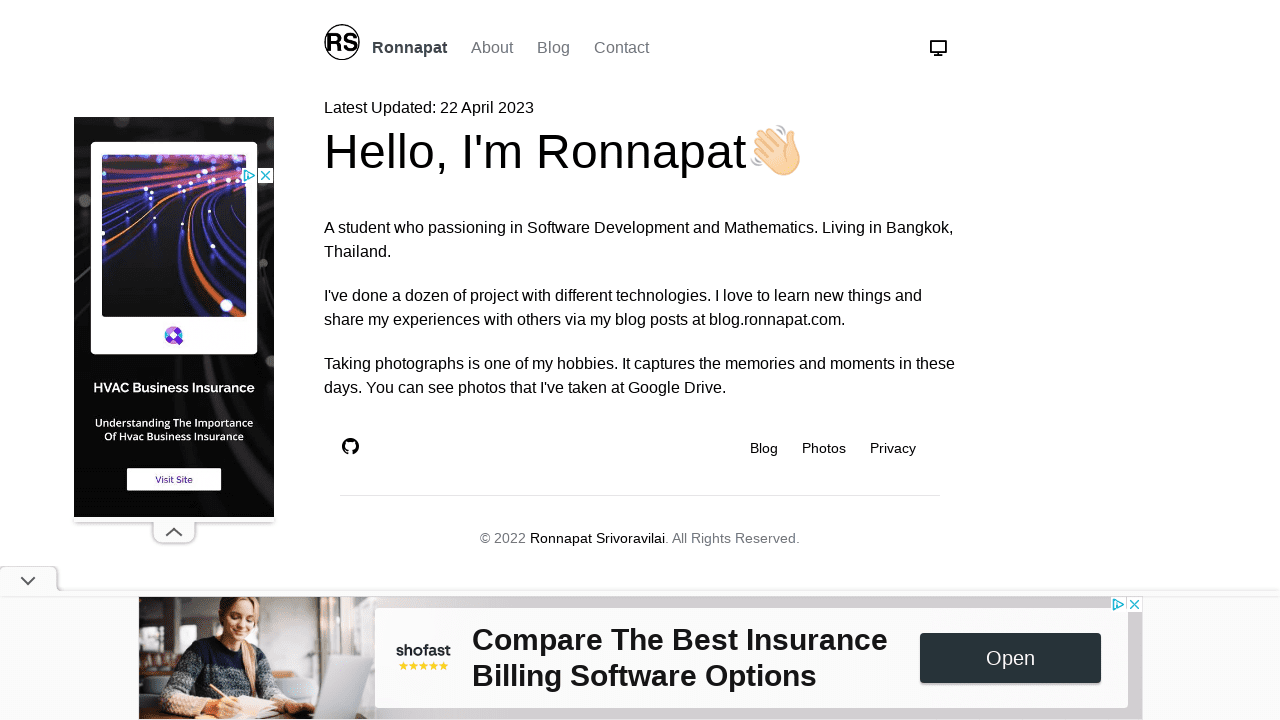 RS
Ronnapat About Blog Contact
Latest Updated: 22 April 2023
Hello, I'm Ronnapat👋🏻
A student who passioning in Software Development and Mathematics. Living in Bangkok,
Thailand.
I've done a dozen of project with different technologies. I love to learn new things and
share my experiences with others via my blog posts at blog.ronnapat.com.
Taking photographs is one of my hobbies. It captures the memories and moments in these
days. You can see photos that I've taken at Google Drive.
Blog Photos Privacy
© 2022 Ronnapat Srivoravilai. All Rights Reserved.
HVAC Business Insurance
Understanding The Importance
Of Hvac Business Insurance
Visit Site
shofast
Compare The Best Insurance
Billing Software Options
Open